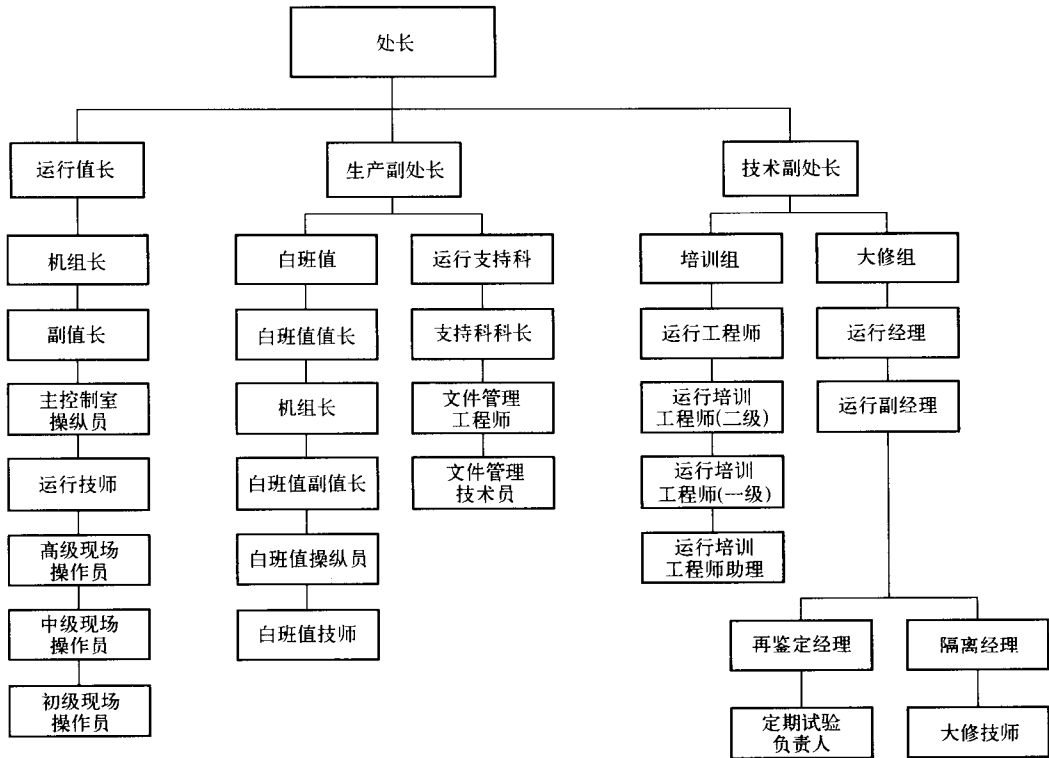 处长
运行值长
生产副处长
技术副处长
机组长
白班值
运行支持科
培训组
大修组
副值长
白班值值长
支持科科长
运行工程师
运行经理
主控制室
操纵员
机组长
文件管理
工程师
运行培训
工程师(二级)
运行副经理
运行技师
白班值副值长
文件管理
技术员
运行培训
工程师(一级)
高级现场
操作员
白班值操纵员
运行培训
工程师助理
中级现场
操作员
白班值技师
再鉴定经理
隔离经理
初级现场
操作员
定期试验
负责人
大修技师